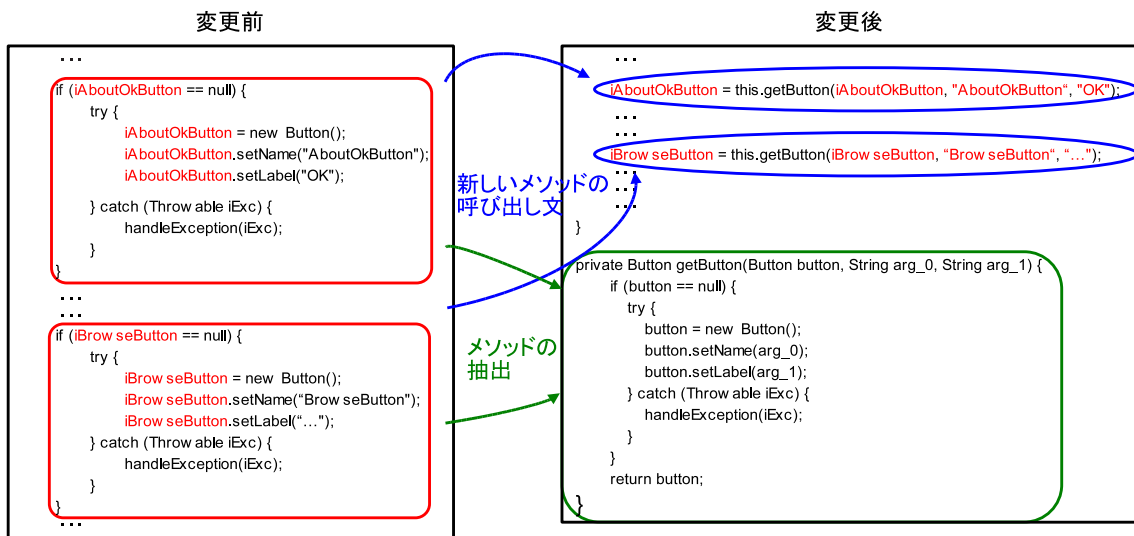 変更前
...
if (iAboutOkButton == null) {
try {
iAboutOkButton = new Button();
iAboutOkButton.setName("AboutOkButton");
iAboutOkButton.setLabel("OK");
} catch (Throwable iExc) {
handleException(iExc);
}
}
...
...
if (iBrowseButton == null) {
try {
iBrowseButton = new Button();
iBrowseButton.setName(“BrowseButton");
iBrowseButton.setLabel(“…");
} catch (Throwable iExc) {
handleException(iExc);
}
}
...
新しいメソッドの
呼び出し文
メソッドの
抽出
変更後
...
iAboutOkButton = this.getButton(iAboutOkButton, "AboutOkButton“, "OK");
...
...
iBrowseButton = this.getButton(iBrowseButton, “BrowseButton“, “…");
...
...
...
}
private Button getButton(Button button, String arg_0, String arg_1) {
if (button == null) {
try {
button = new Button();
button.setName(arg_0);
button.setLabel(arg_1);
} catch (Throwable iExc) {
handleException(iExc);
}
}
return button;
}